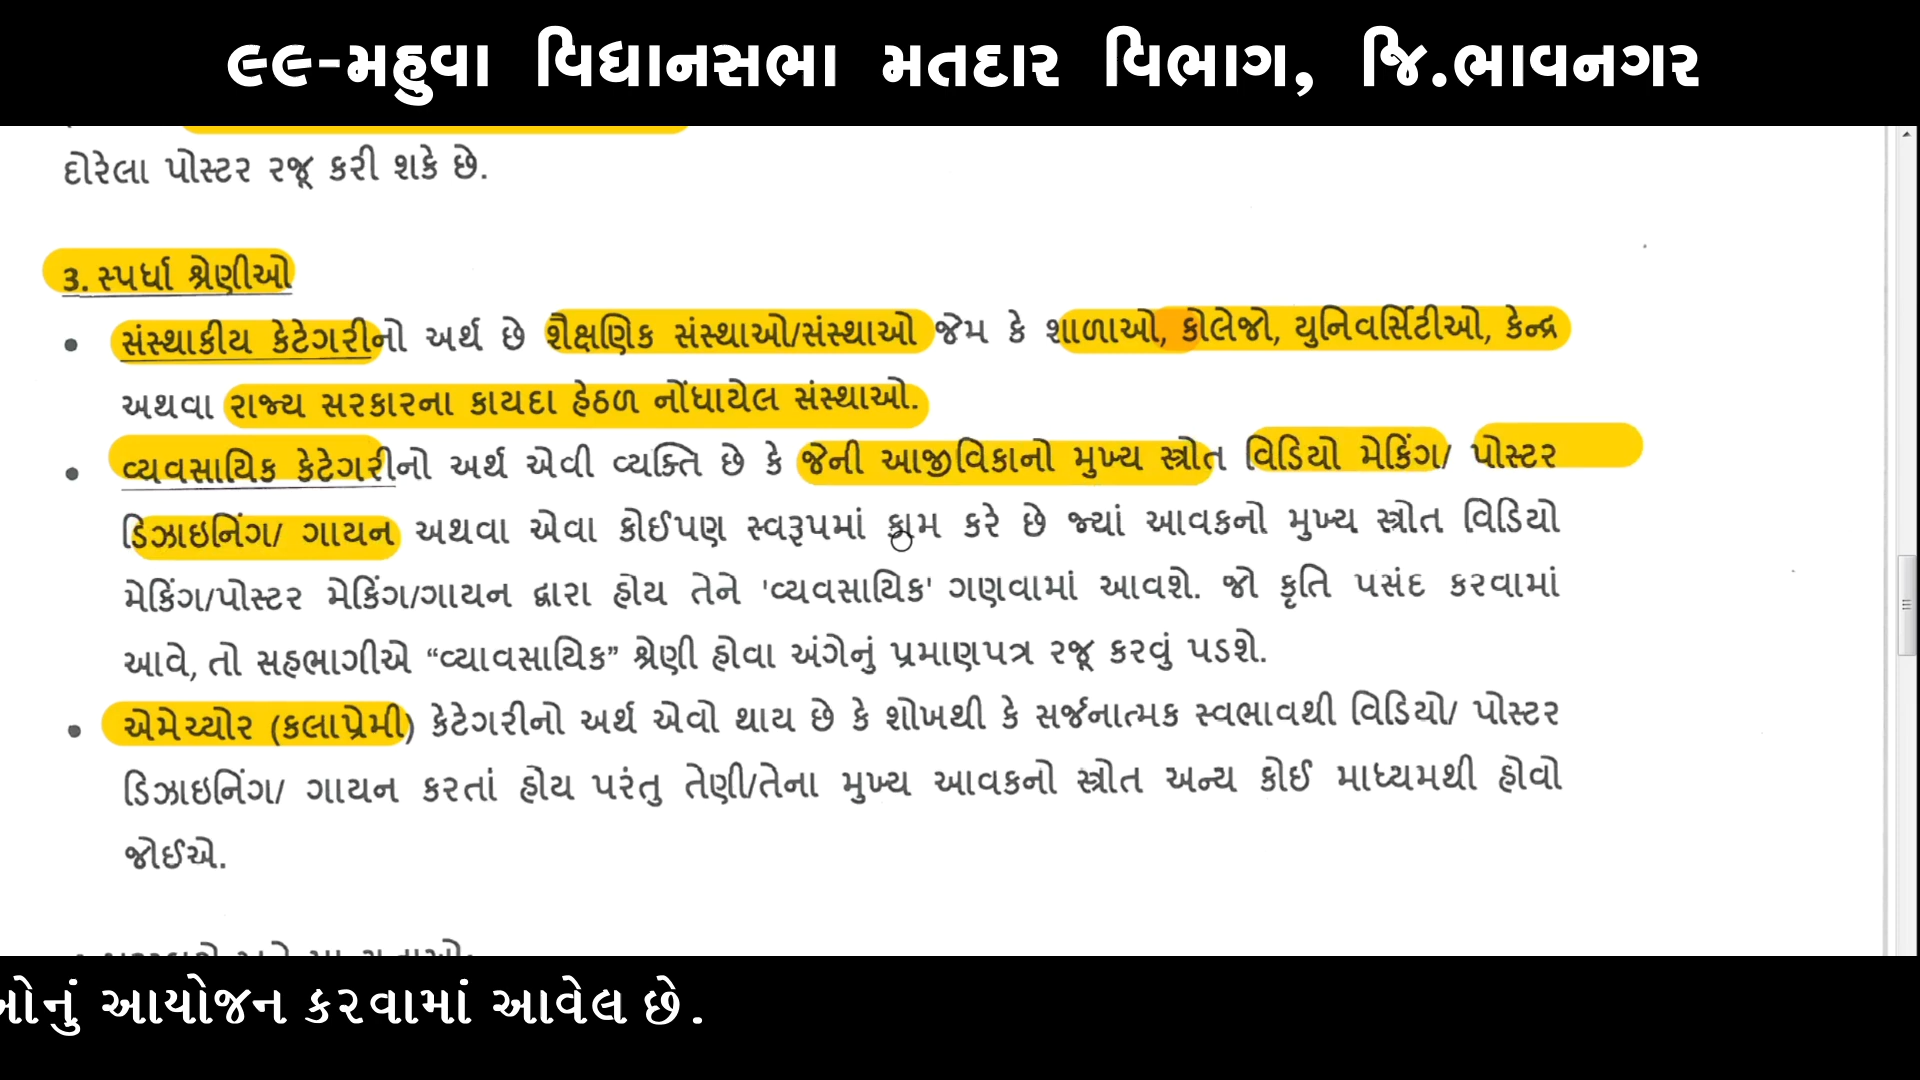 ૯૯-મહુવા વિધાનસભા મતદાર વિભાગ, જિ.ભાવનગર
દોરેલા પોસ્ટર રજૂ કરી શકે છે.
3. સ્પર્ધા શ્રેણીઓ
• સંસ્થાકીય કેટેગરીનો અર્થ છે શૈક્ષણિક સંસ્થાઓ/સંસ્થાઓ જેમ કે શાળાઓ, કોલેજો, યુનિવર્સિટીઓ, કેન્દ્ર
અથવા રાજ્ય સરકારના કાયદા હેઠળ નોંધાયેલ સંસ્થાઓ.
• વ્યવસાયિક કેટેગરીનો અર્થ એવી વ્યક્તિ છે કે જેની આજીવિકાનો મુખ્ય સ્ત્રોત વિડિયો મેકિંગ/ પોસ્ટર
ડિઝાઇનિંગ/ ગાયન અથવા એવા કોઈપણ સ્વરૂપમાં કામ કરે છે જ્યાં આવકનો મુખ્ય સ્ત્રોત વિડિયો
મેકિંગ/પોસ્ટર મેકિંગ/ગાયન દ્વારા હોય તેને 'વ્યવસાયિક' ગણવામાં આવશે. જો કૃતિ પસંદ કરવામાં
આવે, તો સહભાગીએ “વ્યાવસાયિક” શ્રેણી હોવા અંગેનું પ્રમાણપત્ર રજૂ કરવું પડશે.
• એમેચ્યોર (કલાપ્રેમી) કેટેગરીનો અર્થ એવો થાય છે કે શોખથી કે સર્જનાત્મક સ્વભાવથી વિડિયો/ પોસ્ટર
ડિઝાઇનિંગ/ ગાયન કરતાં હોય પરંતુ તેણી/તેના મુખ્ય આવકનો સ્ત્રોત અન્ય કોઈ માધ્યમથી હોવો
જોઈએ.
ઓનું આયોજન કરવામાં આવેલ છે.